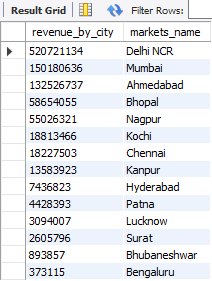 Result Grid Filter Rows:
revenue_by_city markets_name
520721134 Delhi NCR
150180636 Mumbai
132526737 Ahmedabad
58654055 Bhopal
55026321 Nagpur
18813466 Kochi
18227503 Chennai
13583923 Kanpur
7436823 Hyderabad
4428393 Patna
3094007 Lucknow
2605796 Surat
893857 Bhubaneshwar
373115 Bengaluru